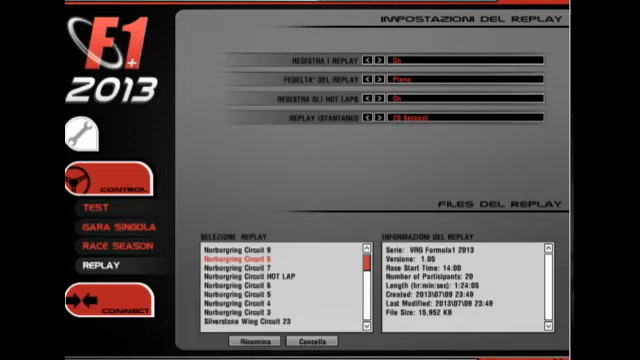 IMPOSTAZIONI DEL REPLAY
F1
2013
REGISTRA I REPLAY < > On
FEDELTA' DEL REPLAY < > Pieno
REGISTRA GLI HOT LAPS < > On
REPLAY ISTANTANEO < > 20 Secondi
CONTROL
TEST
GARA SINGOLA
RACE SEASON
REPLAY
CONNECT
FILES DEL REPLAY
SELEZIONE REPLAY
Nurburgring Circuit 9
Nurburgring Circuit 8
Nurburgring Circuit 7
Nurburgring Circuit HOT LAP
Nurburgring Circuit 6
Nurburgring Circuit 5
Nurburgring Circuit 4
Nurburgring Circuit 3
Silverstone Wing Circuit 23
INFORMAZIONI DEL REPLAY
Serie: VRG Formula1 2013
Versione: 1.05
Race Start Time: 14:00
Number of Participants: 20
Length (hr:min:sec): 1:24:05
Created: 2013\07\09 23:49
Last Modified: 2013\07\09 23:49
File Size: 15,952 KB
Rinomina
Cancella